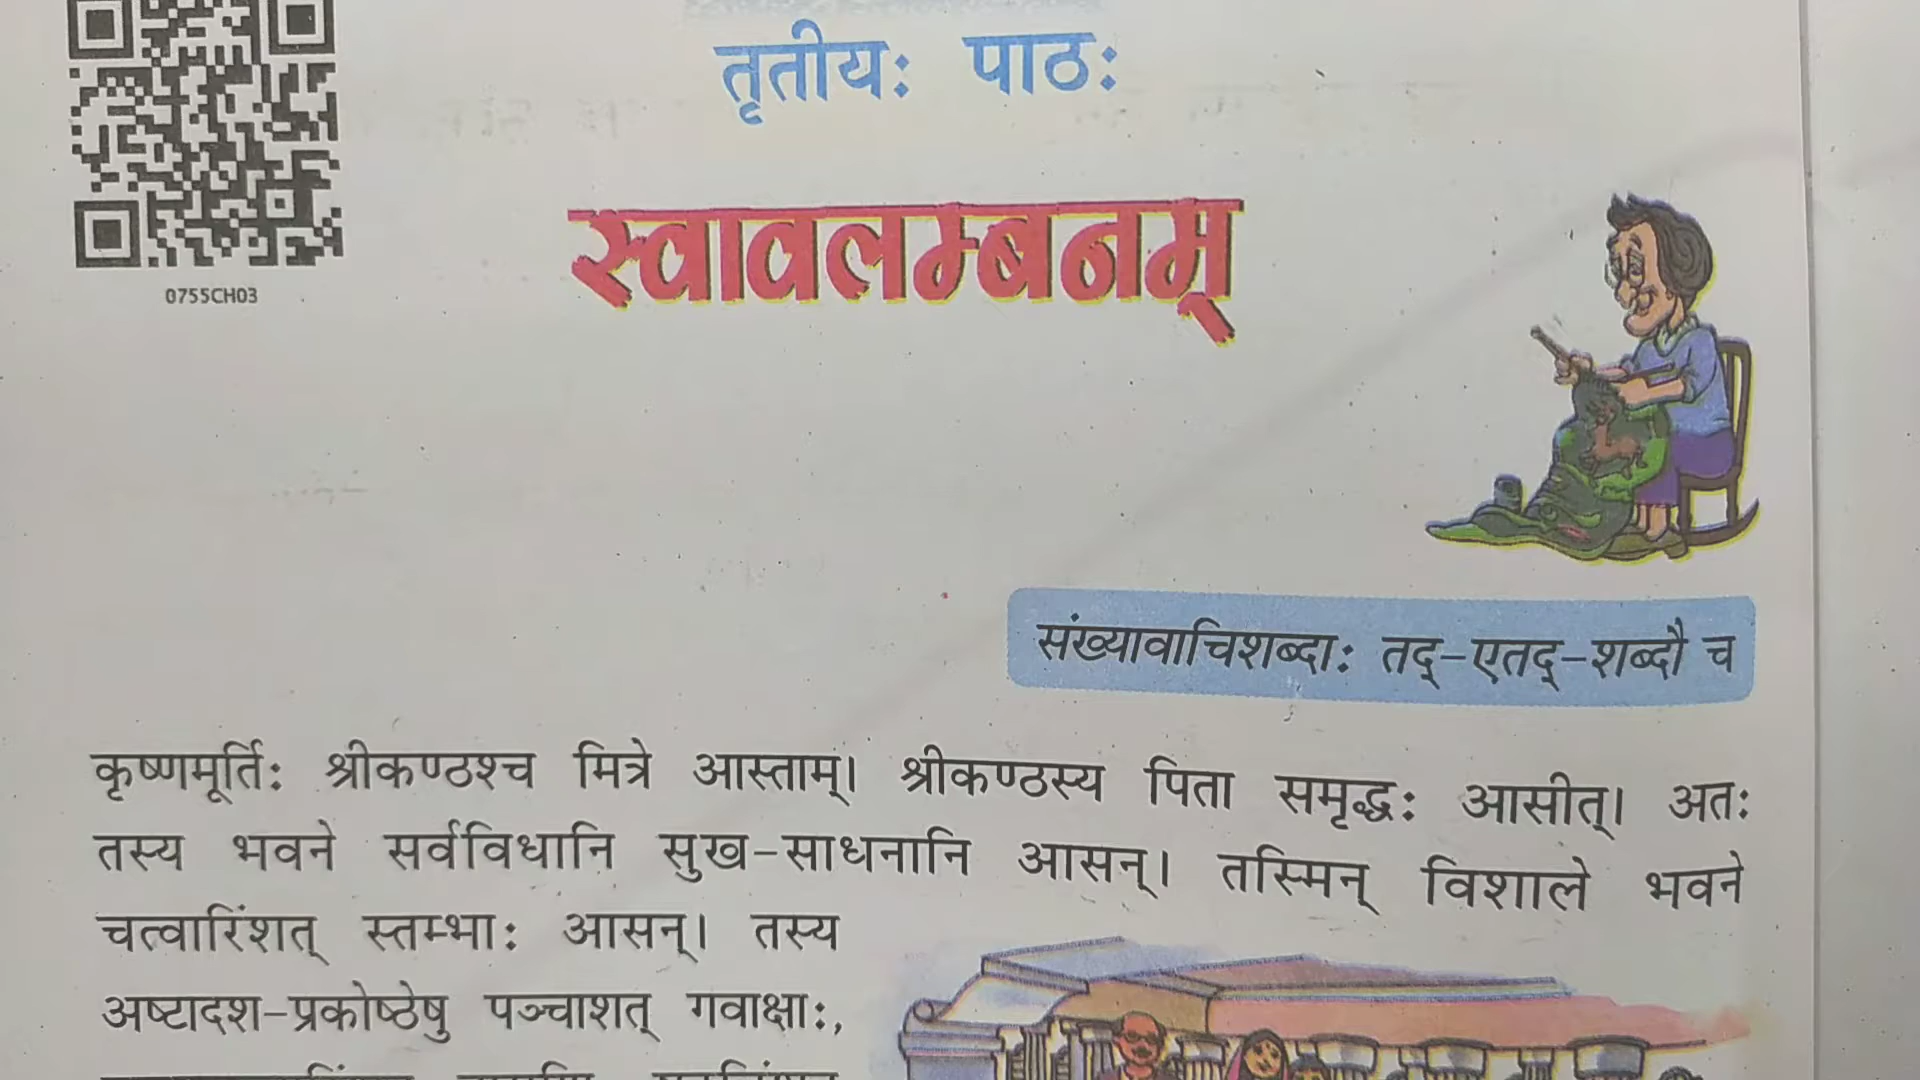 तृतीयः पाठः
0755CH03
स्वावलम्बनम्
संख्यावाचिशब्दाः तद्-एतद्-शब्दौ च
कृष्णमूर्तिः श्रीकण्ठश्च मित्रे आस्ताम्। श्रीकण्ठस्य पिता समृद्धः आसीत्। अतः
तस्य भवने सर्वविधानि सुख-साधनानि आसन्। तस्मिन् विशाले भवने
चत्वारिंशत् स्तम्भाः आसन्। तस्य
अष्टादश-प्रकोष्ठेषु पञ्चाशत् गवाक्षाः,